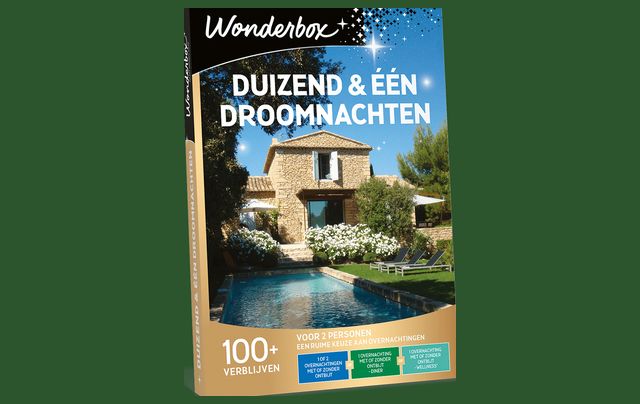 Wonderbox
DUIZEND & ÉÉN
DROOMNACHTEN
Wonderbox
DUIZEND & ÉÉN DROOMNACHTEN
100+
VERBLIJVEN
VOOR 2 PERSONEN
EEN RUIME KEUZE AAN OVERNACHTINGEN
1 OF 2
OVERNACHTINGEN
MET OF ZONDER
ONTBIJT
1 OVERNACHTING
MET OF ZONDER
ONTBIJT
- DINER
1 OVERNACHTING
MET OF ZONDER
ONTBIJT
- WELLNESS*